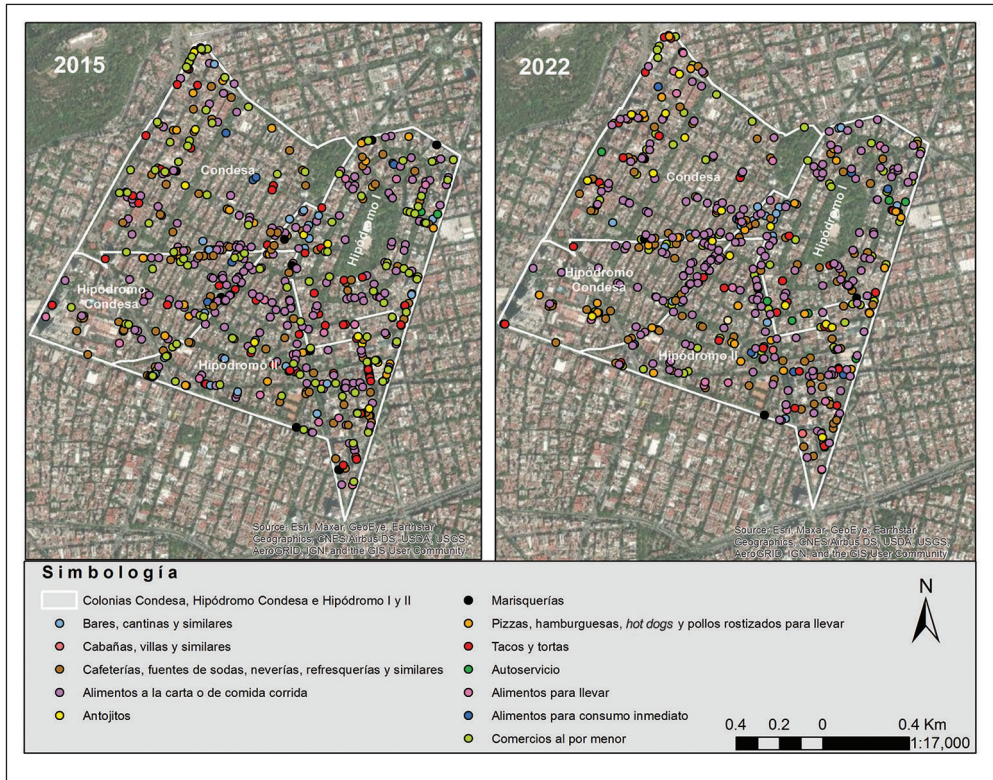 2015
Condesa
Hipódromo I
Hipódromo
Condesa
Hipódromo II
Source: Esri, Maxar, GeoEye, Earthstar
Geographics, CNES/Airbus DS, USDA, USGS,
AeroGRID, IGN, and the GIS User Community
2022
Condesa
Hipódromo I
Hipódromo
Condesa
Hipódromo II
Source: Esri, Maxar, GeoEye, Earthstar
Geographics, CNES/Airbus DS, USDA, USGS,
AeroGRID, IGN, and the GIS User Community
Simbología
Colonias Condesa, Hipódromo Condesa e Hipódromo I y II
Bares, cantinas y similares
Cabañas, villas y similares
Cafeterías, fuentes de sodas, neverías, refresquerías y similares
Alimentos a la carta o de comida corrida
Antojitos
Marisquerías
Pizzas, hamburguesas, hot dogs y pollos rostizados para llevar
Tacos y tortas
Autoservicio
Alimentos para llevar
Alimentos para consumo inmediato
Comercios al por menor
N
0.4 0.2 0 0.4 Km
1:17,000